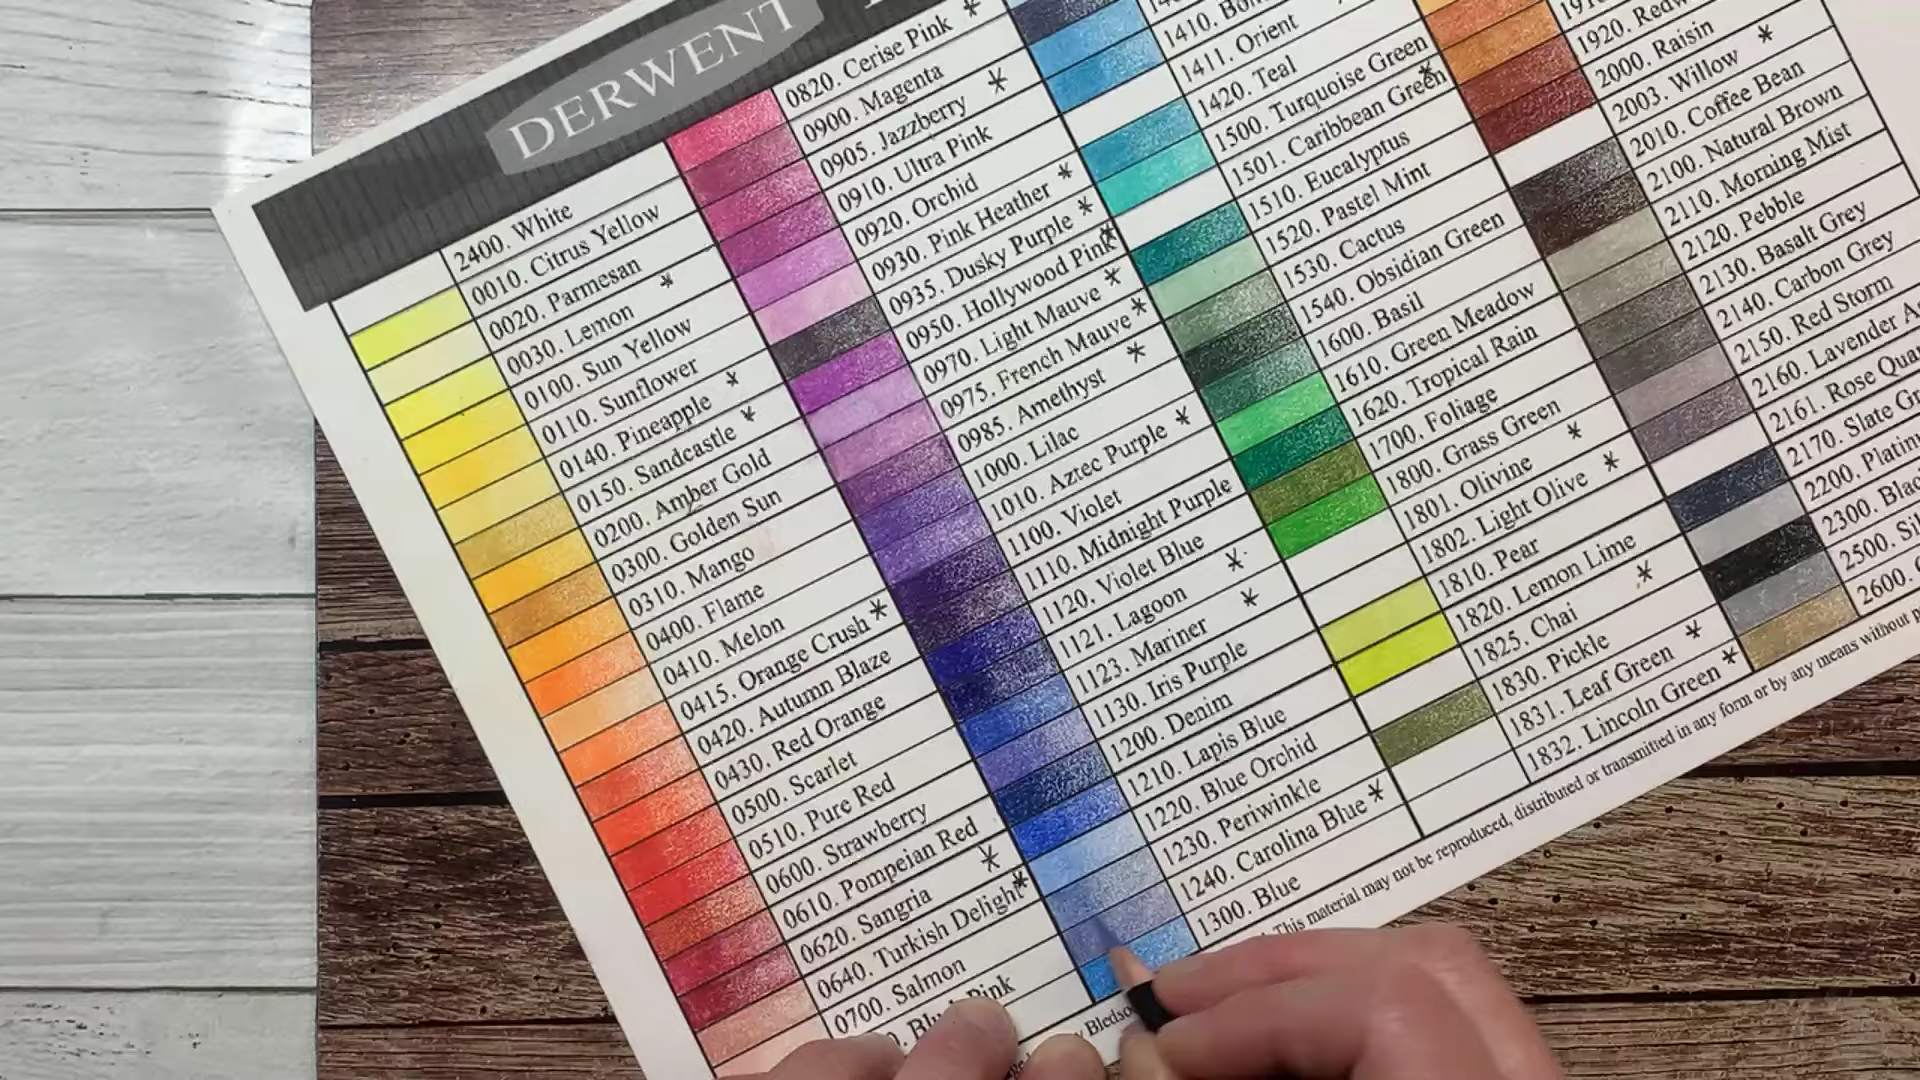 DERWENT
2400. White
0010. Citrus Yellow
0020. Parmesan
0030. Lemon *
0100. Sun Yellow
0110. Sunflower
0140. Pineapple *
0150. Sandcastle *
0200. Amber Gold
0300. Golden Sun
0310. Mango
0400. Flame
0410. Melon
0415. Orange Crush *
0420. Autumn Blaze
0430. Red Orange
0500. Scarlet
0510. Pure Red
0600. Strawberry
0610. Pompeian Red
0620. Sangria *
0640. Turkish Delight *
0700. Salmon
Pink
0820. Cerise Pink *
0900. Magenta
0905. Jazzberry *
0910. Ultra Pink
0920. Orchid
0930. Pink Heather *
0935. Dusky Purple *
0950. Hollywood Pink *
0970. Light Mauve *
0975. French Mauve *
0985. Amethyst *
1000. Lilac
1010. Aztec Purple *
1100. Violet
1110. Midnight Purple
1120. Violet Blue
1121. Lagoon *
1123. Mariner *
1130. Iris Purple
1200. Denim
1210. Lapis Blue
1220. Blue Orchid
1230. Periwinkle
1240. Carolina Blue *
1300. Blue
1410.
1411. Orient
1420. Teal
1500. Turquoise Green
1501. Caribbean Green *
1510. Eucalyptus
1520. Pastel Mint
1530. Cactus
1540. Obsidian Green
1600. Basil
1610. Green Meadow
1620. Tropical Rain
1700. Foliage
1800. Grass Green
1801. Olivine *
1802. Light Olive *
1810. Pear
1820. Lemon Lime
1825. Chai *
1830. Pickle
1831. Leaf Green *
1832. Lincoln Green *
1920.
2000. Raisin
2003. Willow *
2010. Coffee Bean
2100. Natural Brown
2110. Morning Mist
2120. Pebble
2130. Basalt Grey
2140. Carbon Grey
2150. Red Storm
2160. Lavender
2161. Rose
2170. Slate
2200.
2300.
2500.
2600.
This material may not be reproduced, distributed or transmitted in any form or by any means without